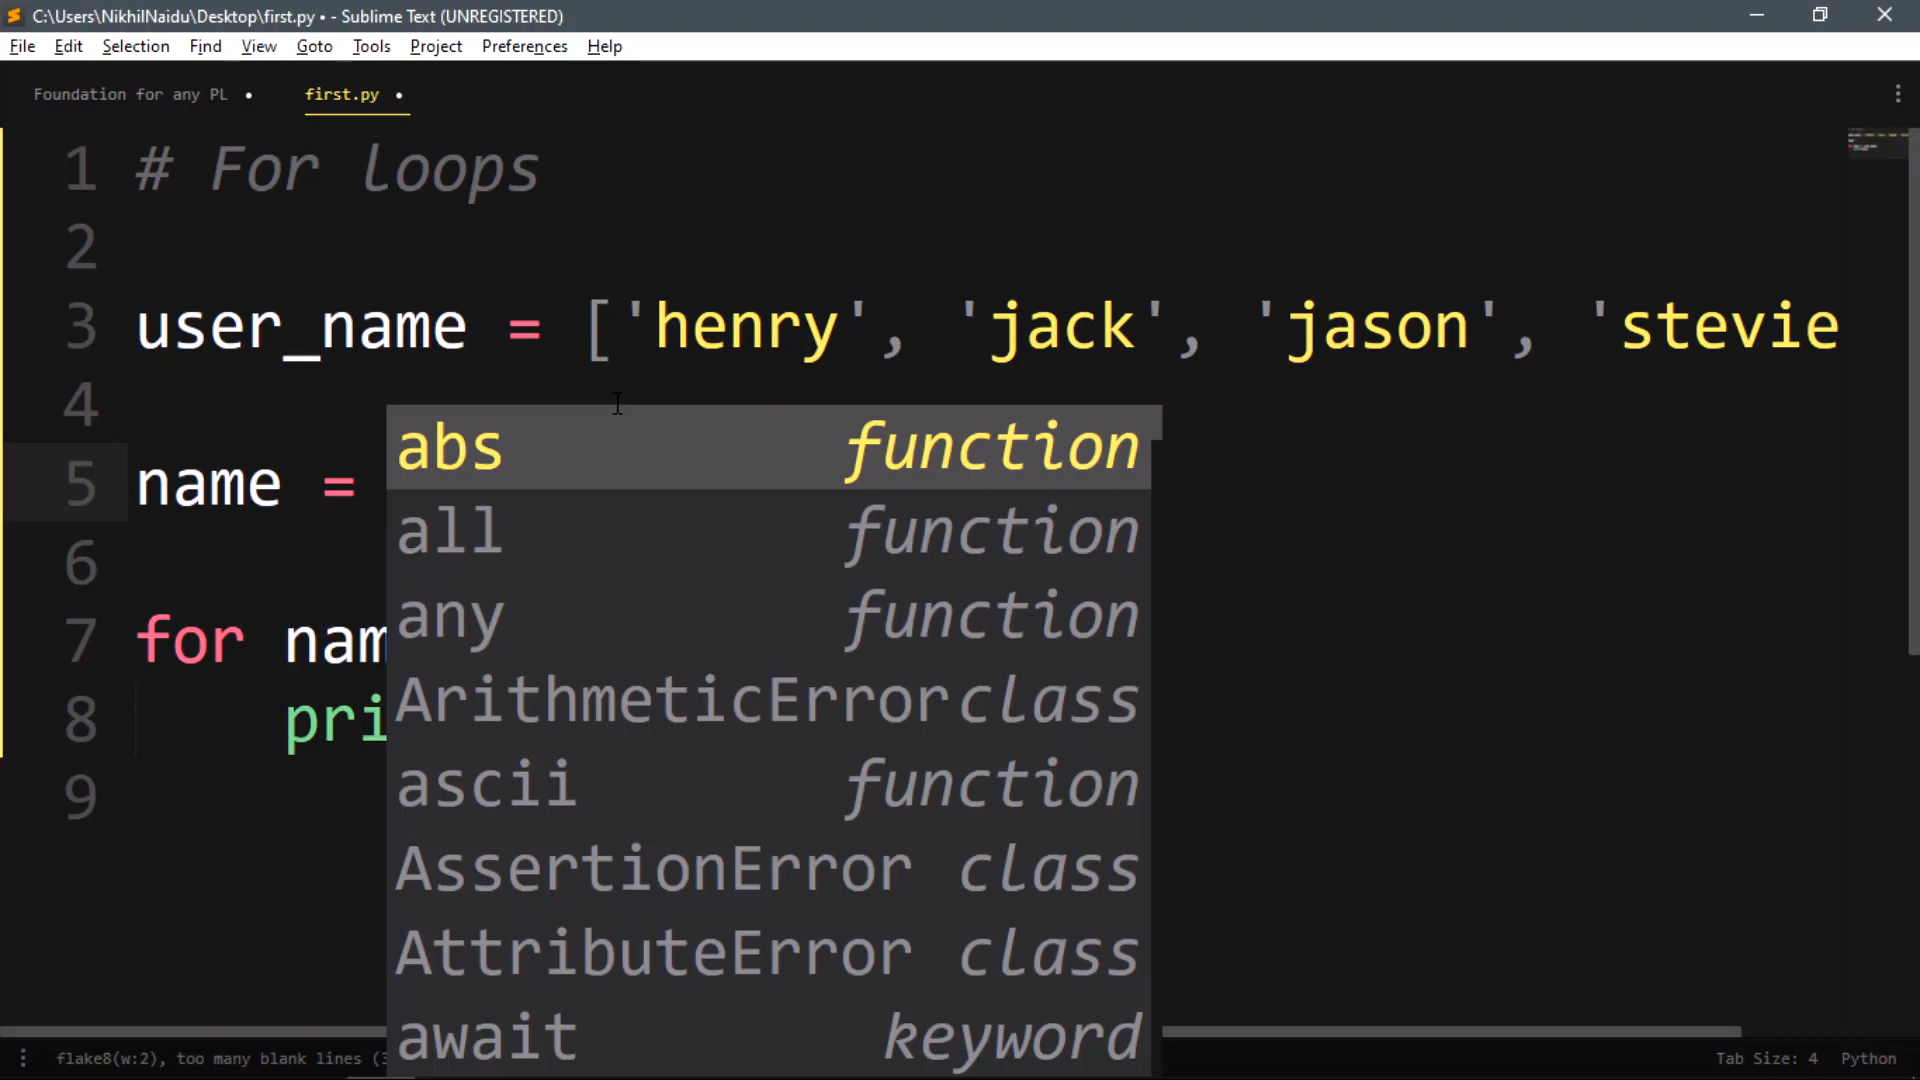 C:\Users\NikhilNaidu\Desktop\first.py • - Sublime Text (UNREGISTERED)
File Edit Selection Find View Goto Tools Project Preferences Help
Foundation for any PL • first.py •
1 # For loops
2
3 user_name = ['henry', 'jack', 'jason', 'stevie
4
abs function
5 name =
all function
6
any function
7 for nam
ArithmeticError class
8 pri
ascii function
9
AssertionError class
AttributeError class
await keyword
flake8(w:2), too many blank lines (3
Tab Size: 4 Python